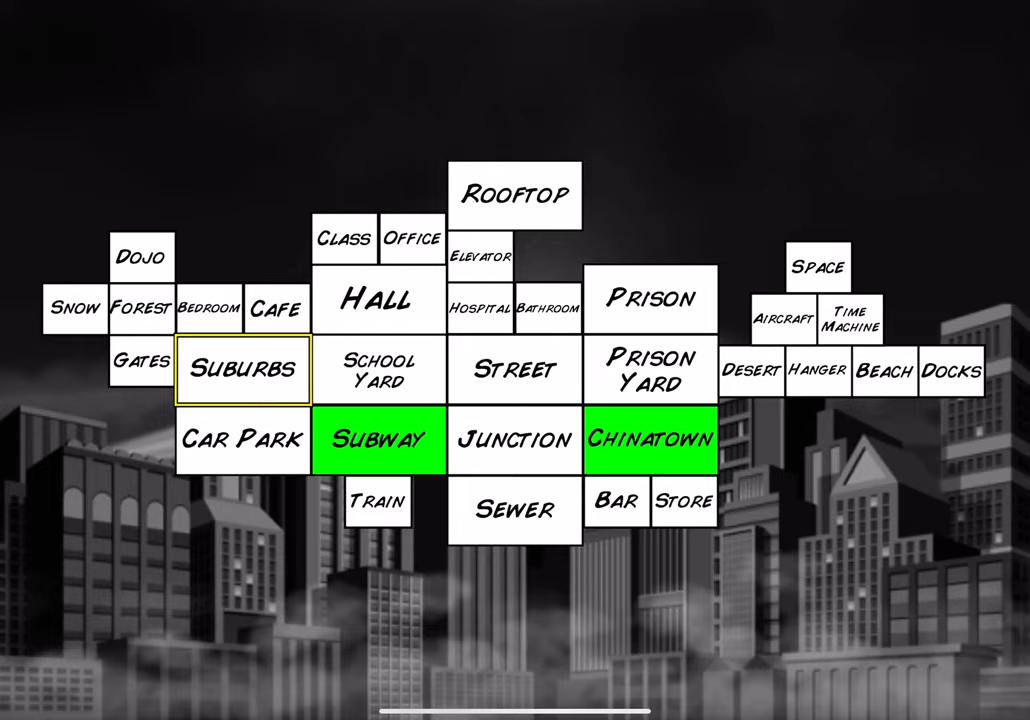 Rooftop
Class
Office
Elevator
Dojo
Space
Snow
Forest
Bedroom
Cafe
Hall
Hospital
Bathroom
Prison
Aircraft
Time
Machine
Gates
Suburbs
School
Yard
Street
Prison
Yard
Desert
Hanger
Beach
Docks
Car Park
Subway
Junction
Chinatown
Train
Sewer
Bar
Store